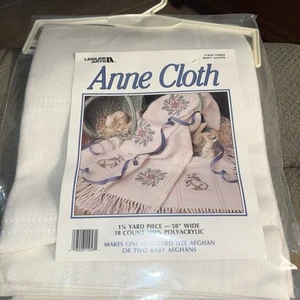 LEISURE
ARTS
Anne Cloth
1¼ YARD PIECE — 58" WIDE
18 COUNT 100% POLYACRYLIC
MAKES ONE STANDARD SIZE AFGHAN
OR TWO BABY AFGHANS